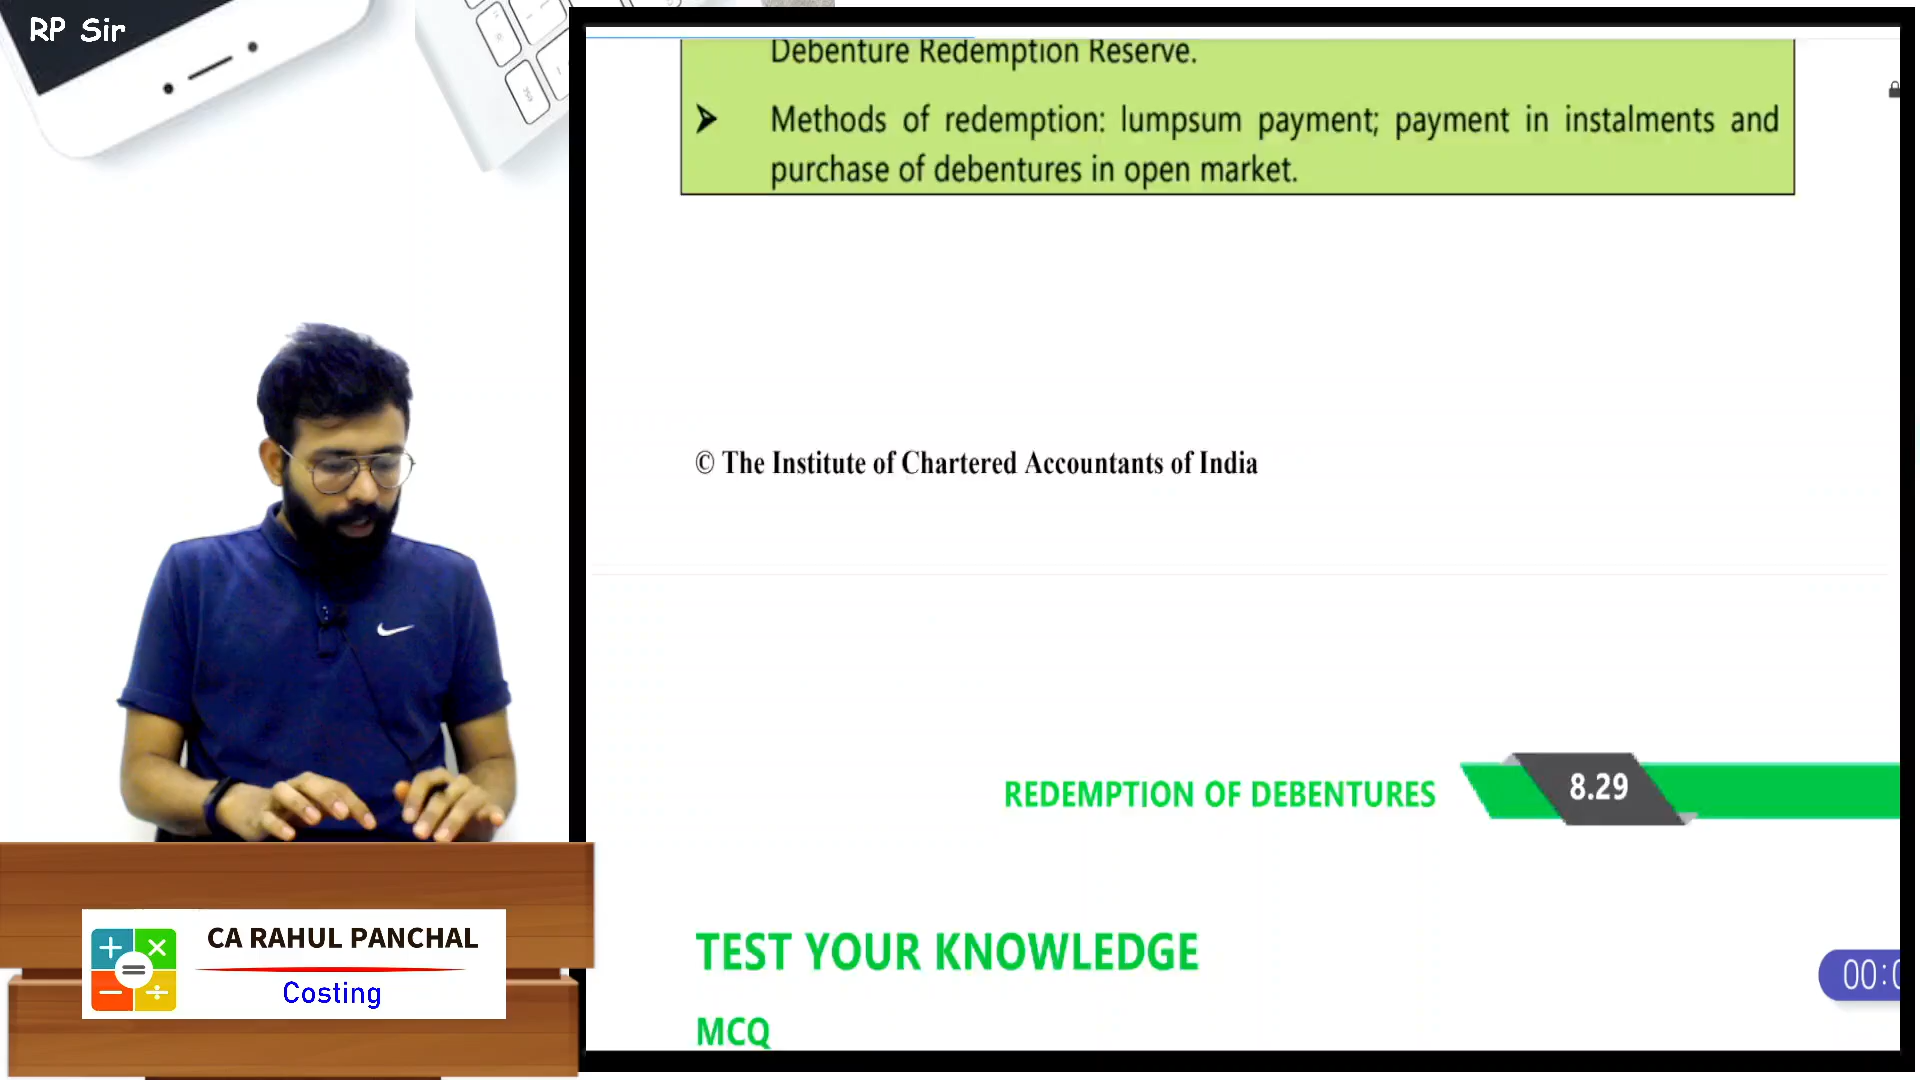 RP Sir
Debenture Redemption Reserve.
➤ Methods of redemption: lumpsum payment; payment in instalments and
purchase of debentures in open market.
© The Institute of Chartered Accountants of India
REDEMPTION OF DEBENTURES 8.29
TEST YOUR KNOWLEDGE
MCQ
CA RAHUL PANCHAL
Costing